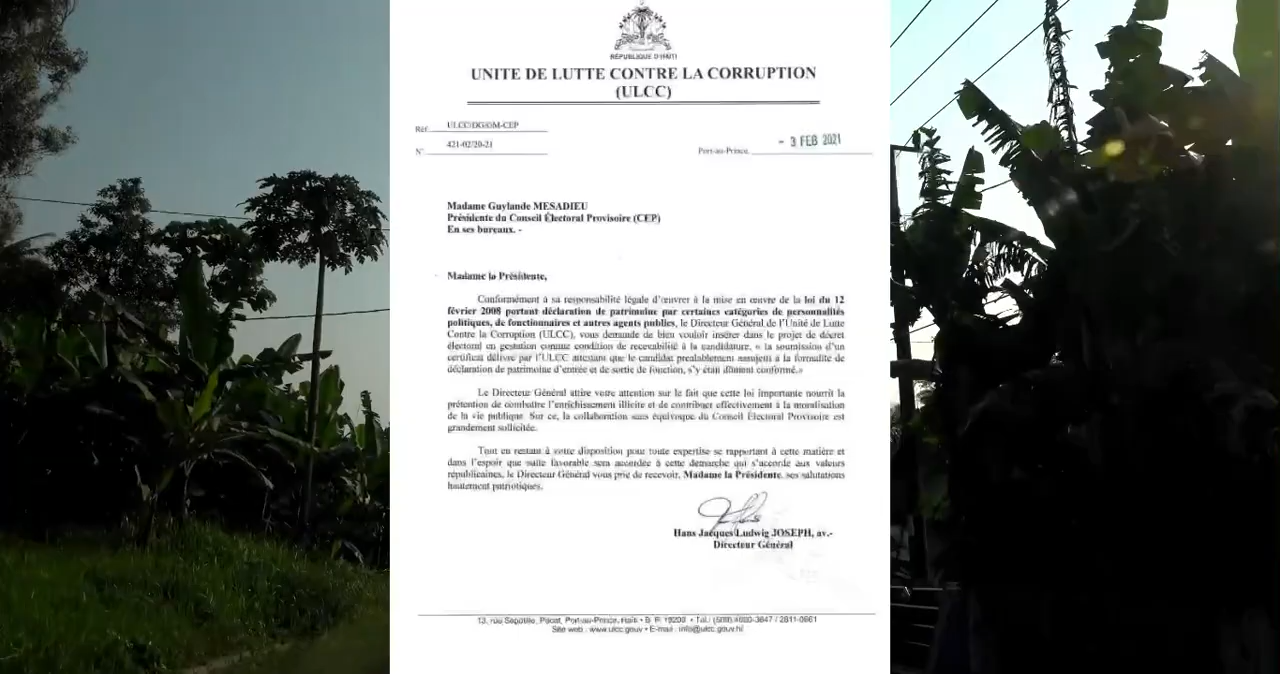 RÉPUBLIQUE D'HAÏTI
UNITE DE LUTTE CONTRE LA CORRUPTION
(ULCC)
Réf. ULCC/DG/OM-CEP
N° 421-02/20-21
Port-au-Prince, - 3 FEB 2021
Madame Guylande MESADIEU
Présidente du Conseil Électoral Provisoire (CEP)
En ses bureaux. -
Madame la Présidente,
Conformément à sa responsabilité légale d'œuvrer à la mise en œuvre de la loi du 12
février 2008 portant déclaration de patrimoine par certaines catégories de personnalités
politiques, de fonctionnaires et autres agents publics, le Directeur Général de l'Unité de Lutte
Contre la Corruption (ULCC), vous demande de bien vouloir insérer dans le projet de décret
électoral en gestation comme condition de recevabilité à la candidature, « la soumission d'un
certificat délivré par l'ULCC attestant que le candidat préalablement assujetti à la formalité de
déclaration de patrimoine d'entrée et de sortie de fonction, s'y était dûment conformé.»
Le Directeur Général attire votre attention sur le fait que cette loi importante nourrit la
prétention de combattre l'enrichissement illicite et de contribuer effectivement à la moralisation
de la vie publique. Sur ce, la collaboration sans équivoque du Conseil Électoral Provisoire est
grandement sollicitée.
Tout en restant à votre disposition pour toute expertise se rapportant à cette matière et
dans l'espoir que suite favorable sera accordée à cette démarche qui s'accorde aux valeurs
républicaines, le Directeur Général vous prie de recevoir, Madame la Présidente, ses salutations
hautement patriotiques.
Hans Jacques Ludwig JOSEPH, av.-
Directeur Général
13, rue Sapotille, Pacot, Port-au-Prince, Haïti • B. P. 19200 • Tél.: / 2811-0661
Site web : www.ulcc.gouv • E-mail : info@ulcc.gouv.ht